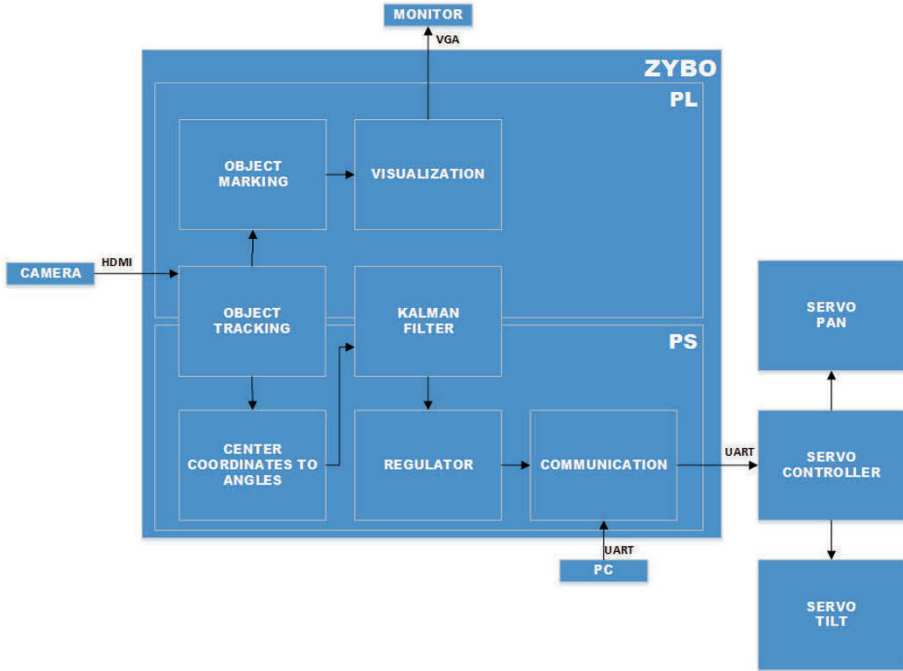 MONITOR
VGA
ZYBO
PL
OBJECT
MARKING
VISUALIZATION
CAMERA
HDMI
OBJECT
TRACKING
KALMAN
FILTER
SERVO
PAN
PS
CENTER
COORDINATES TO
ANGLES
REGULATOR
COMMUNICATION
UART
SERVO
CONTROLLER
UART
PC
SERVO
TILT